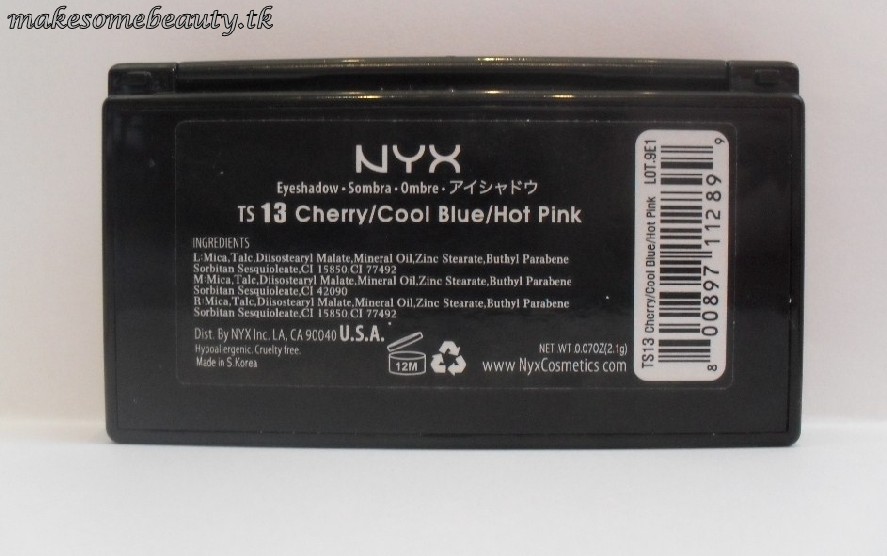 makesomebeauty.tk
NYX
Eyeshadow • Sombra • Ombre • アイシャドウ
TS 13 Cherry/Cool Blue/Hot Pink
INGREDIENTS
L:Mica,Talc,Diisostearyl Malate,Mineral Oil,Zinc Stearate,Buthyl Parabene
Sorbitan Sesquioleate,CI 15850 CI 77492
M:Mica,Talc,Diisostearyl Malate,Mineral Oil,Zinc Stearate,Buthyl Parabene
Sorbitan Sesquioleate,CI 42090
R:Mica,Talc,Diisostearyl Malate,Mineral Oil,Zinc Stearate,Buthyl Parabene
Sorbitan Sesquioleate,CI 15850 CI 77492
Dist. By NYX Inc. LA, CA 90040 U.S.A.
Hypoallergenic. Cruelty free.
Made in S.Korea
12M
NET WT 0.07OZ(2.1g)
www.NyxCosmetics.com
TS13 Cherry/Cool Blue/Hot Pink LOT.9E1
8 00897 11289 9